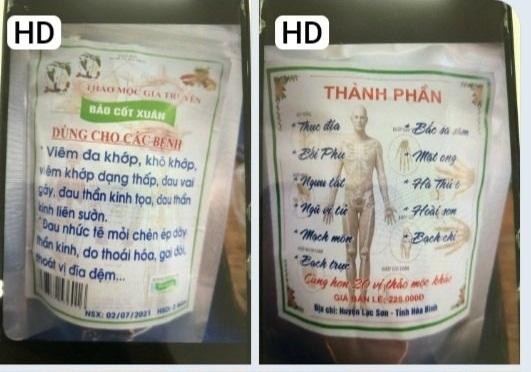 HD
THẢO MỘC GIA TRUYỀN
BẢO CỐT XUÂN
DÙNG CHO CÁC BỆNH
* Viêm đa khớp, khô khớp,
viêm khớp dạng thấp, đau vai
gáy, đau thần kinh tọa, đau thần
kinh liên sườn.
* Đau nhức tê mỏi chèn ép dây
thần kinh, do thoái hóa, gai đôi,
thoát vị đĩa đệm...
NSX: 02/07/2021 HSD: 3
HD
THÀNH PHẦN
* Thục địa
* Bắc sa sâm
* Đội Phụ
* Mật ong
* Ngưu tất
* Hà Thủ ô
* Ngũ vị tử
* Hoài sơn
* Mạch môn
* Bạch chỉ
* Bạch trục
Cùng hơn 20 vị thảo mộc khác
GIÁ BÁN LẺ: 225.000Đ
Địa chỉ: Huyện Lạc Sơn - Tỉnh Hòa Bình